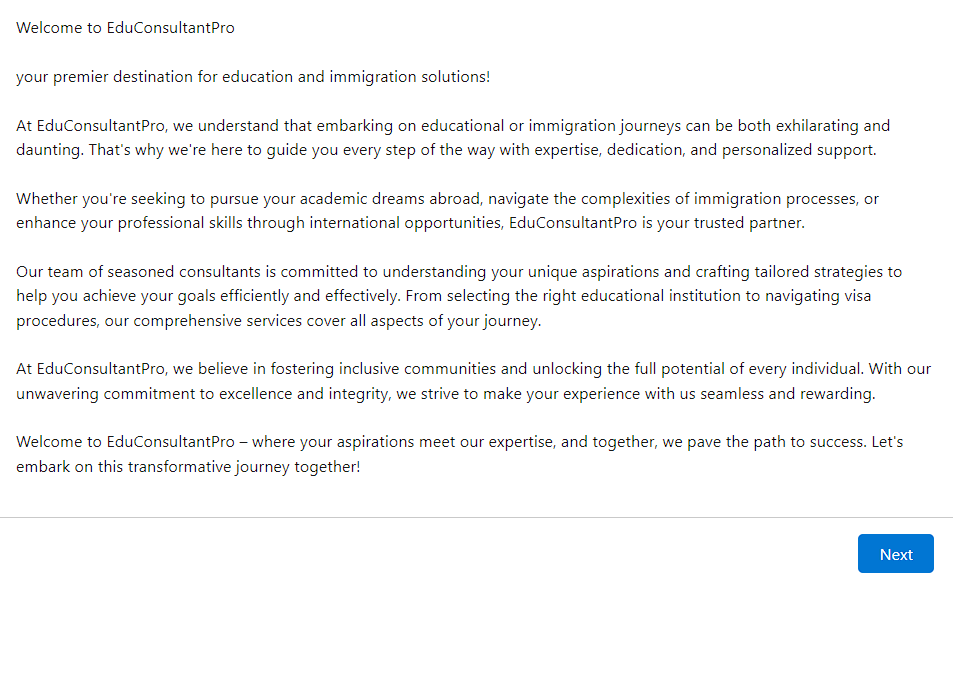 Welcome to EduConsultantPro
your premier destination for education and immigration solutions!
At EduConsultantPro, we understand that embarking on educational or immigration journeys can be both exhilarating and
daunting. That's why we're here to guide you every step of the way with expertise, dedication, and personalized support.
Whether you're seeking to pursue your academic dreams abroad, navigate the complexities of immigration processes, or
enhance your professional skills through international opportunities, EduConsultantPro is your trusted partner.
Our team of seasoned consultants is committed to understanding your unique aspirations and crafting tailored strategies to
help you achieve your goals efficiently and effectively. From selecting the right educational institution to navigating visa
procedures, our comprehensive services cover all aspects of your journey.
At EduConsultantPro, we believe in fostering inclusive communities and unlocking the full potential of every individual. With our
unwavering commitment to excellence and integrity, we strive to make your experience with us seamless and rewarding.
Welcome to EduConsultantPro – where your aspirations meet our expertise, and together, we pave the path to success. Let's
embark on this transformative journey together!
Next